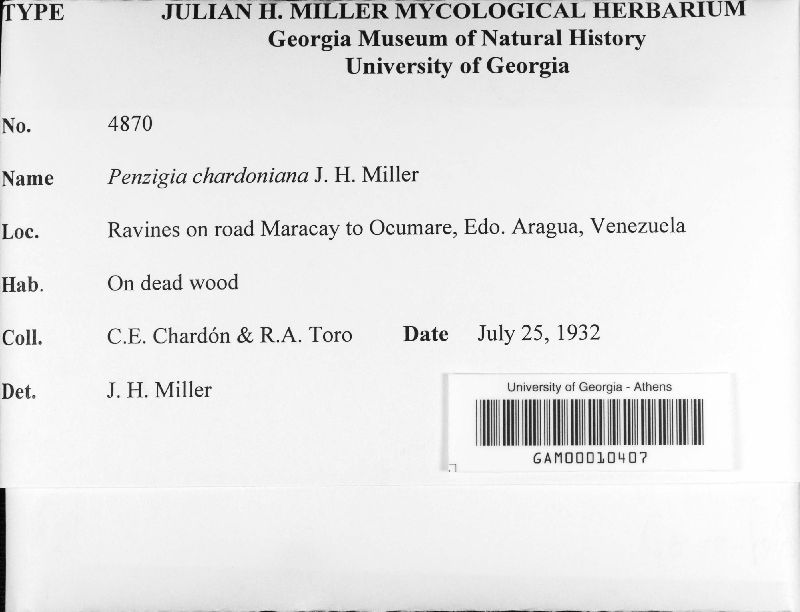 TYPE JULIAN H. MILLER MYCOLOGICAL HERBARIUM
Georgia Museum of Natural History
University of Georgia
No. 4870
Name Penzigia chardoniana J. H. Miller
Loc. Ravines on road Maracay to Ocumare, Edo. Aragua, Venezuela
Hab. On dead wood
Coll. C.E. Chardón & R.A. Toro Date July 25, 1932
Det. J. H. Miller
University of Georgia - Athens
GAM00010407